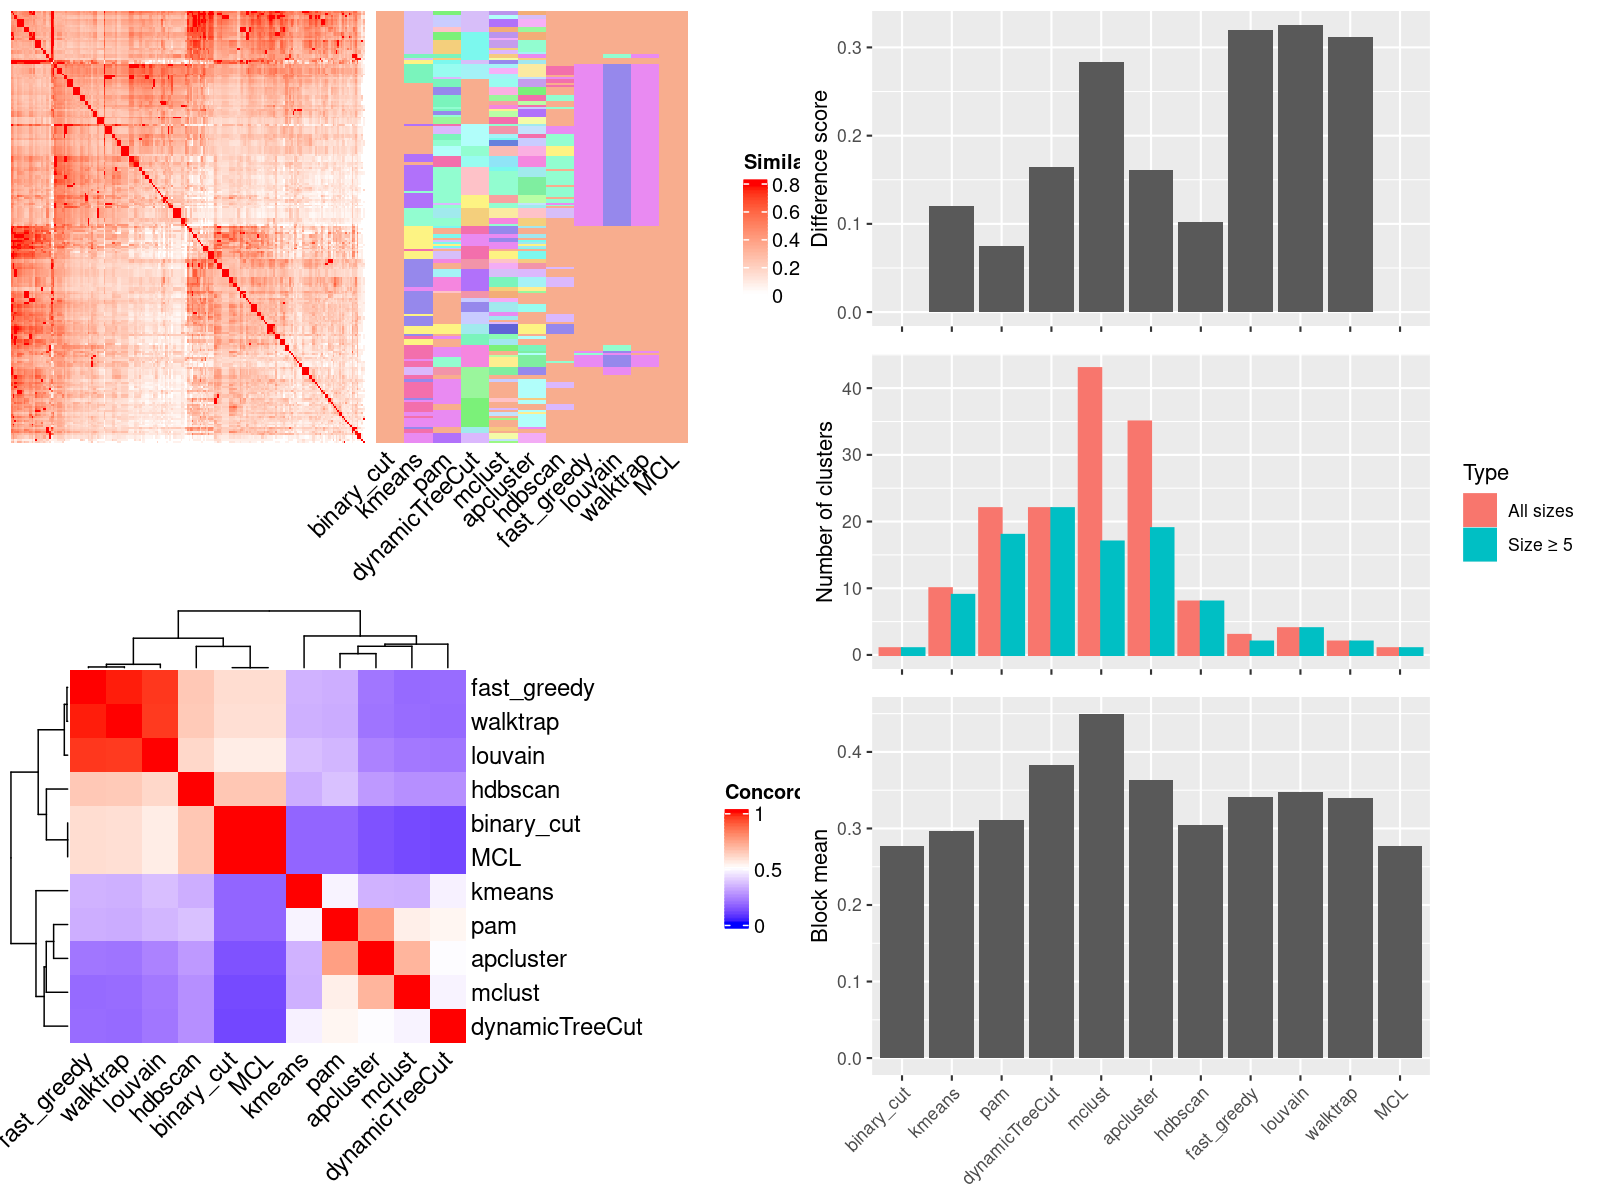 Simila
0.8
0.6
0.4
0.2
0
binary_cut
kmeans
pam
dynamicTreeCut
mclust
apcluster
hdbscan
fast_greedy
louvain
walktrap
MCL
fast_greedy
walktrap
louvain
hdbscan
binary_cut
MCL
kmeans
pam
apcluster
mclust
dynamicTreeCut
Concord
1
0.5
0
fast_greedy
walktrap
louvain
hdbscan
binary_cut
MCL
kmeans
pam
apcluster
mclust
dynamicTreeCut
Difference score
0.3
0.2
0.1
0.0
Number of clusters
40
30
20
10
0
Type
All sizes
Size ≥ 5
Block mean
0.4
0.3
0.2
0.1
0.0
binary_cut
kmeans
pam
dynamicTreeCut
mclust
apcluster
hdbscan
fast_greedy
louvain
walktrap
MCL